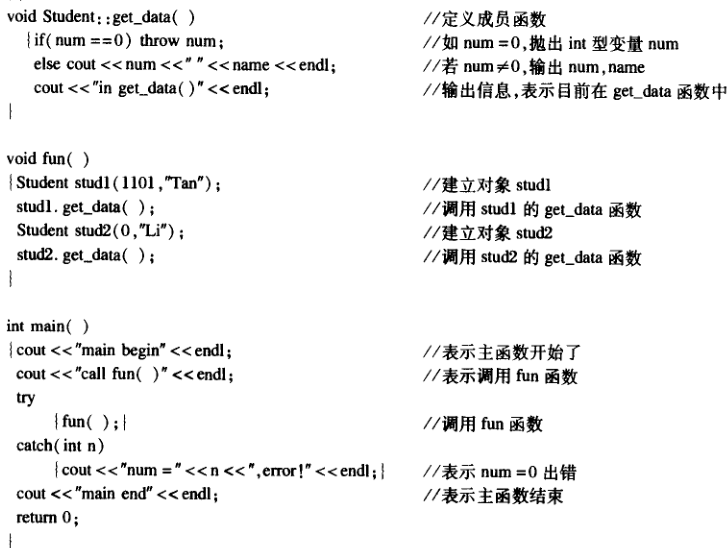 void Student::get_data( ) //定义成员函数
{if(num ==0) throw num; //如 num =0,抛出 int 型变量 num
else cout <<num <<" " <<name <<endl; //若 num≠0,输出 num,name
cout <<"in get_data()" <<endl; //输出信息,表示目前在 get_data 函数中
}
void fun( )
{Student stud1(1101,"Tan"); //建立对象 stud1
stud1. get_data( ); //调用 stud1 的 get_data 函数
Student stud2(0,"Li"); //建立对象 stud2
stud2. get_data( ); //调用 stud2 的 get_data 函数
}
int main( )
{cout <<"main begin" <<endl; //表示主函数开始了
cout <<"call fun( )" <<endl; //表示调用 fun 函数
try
{fun( );} //调用 fun 函数
catch(int n)
{cout <<"num =" <<n <<",error!" <<endl;} //表示 num =0 出错
cout <<"main end" <<endl; //表示主函数结束
return 0;
}